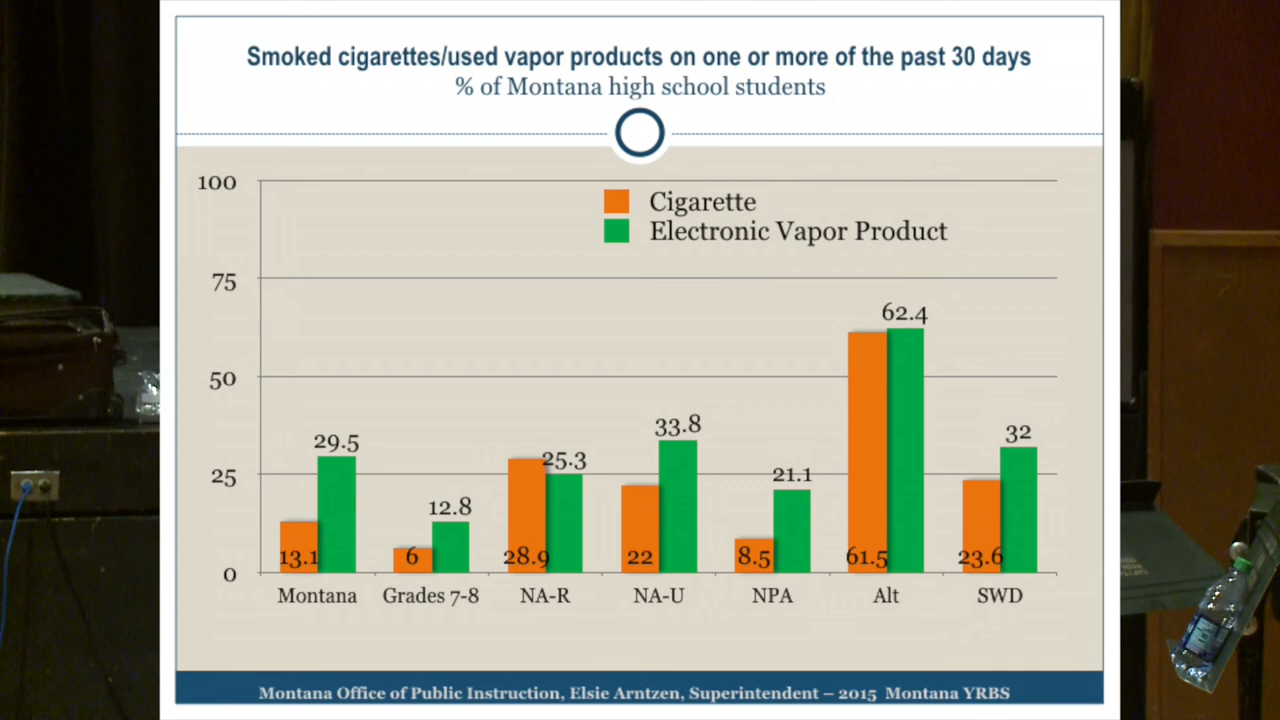 Smoked cigarettes/used vapor products on one or more of the past 30 days
% of Montana high school students
Cigarette
Electronic Vapor Product
100
75
50
25
0
29.5
13.1
12.8
6
25.3
28.9
33.8
22
21.1
8.5
62.4
61.5
32
23.6
Montana
Grades 7-8
NA-R
NA-U
NPA
Alt
SWD
Montana Office of Public Instruction, Elsie Arntzen, Superintendent – 2015 Montana YRBS